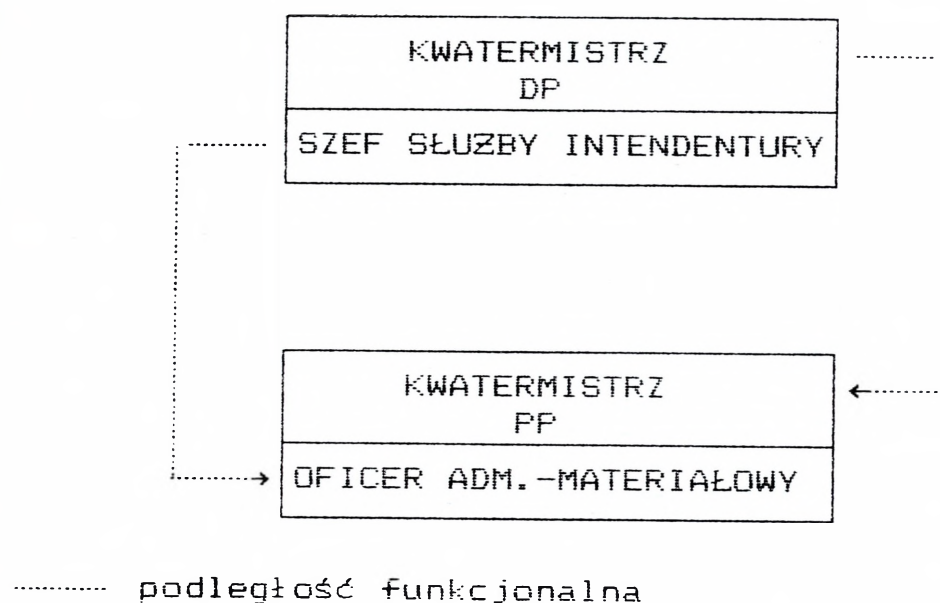 KWATERMISTRZ
DP
SZEF SŁUŻBY INTENDENTURY
KWATERMISTRZ
PP
OFICER ADM.-MATERIAŁOWY
podległość funkcjonalna